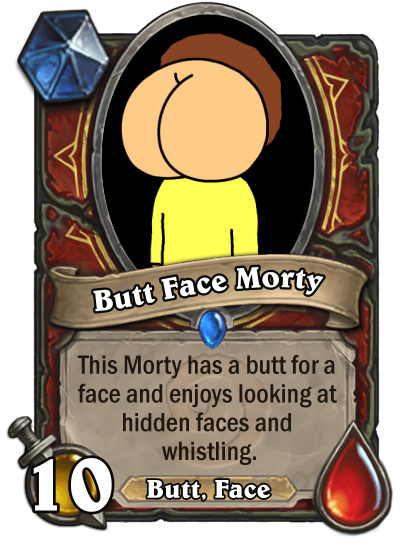 Butt Face Morty
This Morty has a butt for a
face and enjoys looking at
hidden faces and
whistling.
10
Butt, Face